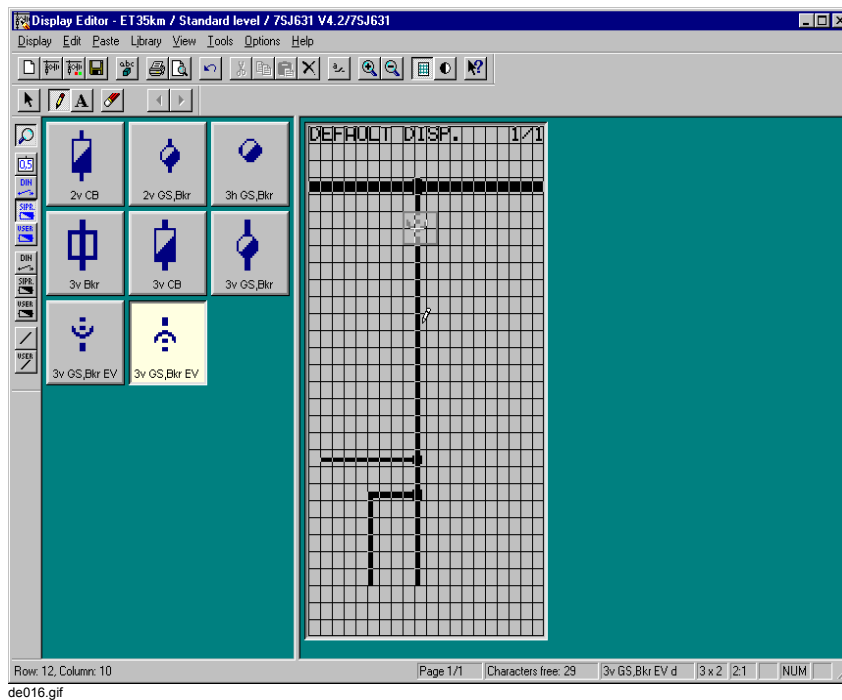 Display Editor - ET35km / Standard level / 7SJ631 V4.2/7SJ631
Display Edit Paste Library View Tools Options Help
abc
A
0,5
DIN
SIPR.
USER
DIN
SIPR.
USER
USER
2v CB
2v GS,Bkr
3h GS,Bkr
3v Bkr
3v CB
3v GS,Bkr
3v GS,Bkr EV
3v GS,Bkr EV
DEFAULT DISP. 1/1
Row: 12, Column: 10
Page 1/1
Characters free: 29
3v GS,Bkr EV d
3 x 2
2:1
NUM
de016.gif